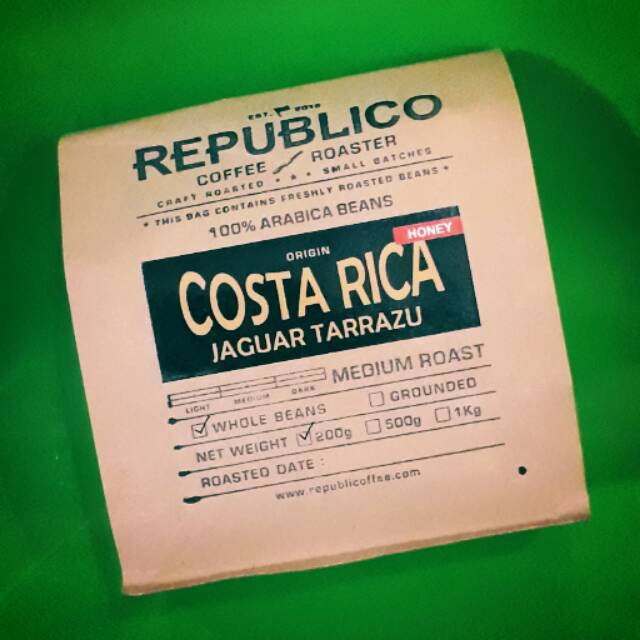 EST. 2016
REPUBLICO
COFFEE ROASTER
CRAFT ROASTED * * * SMALL BATCHES
* THIS BAG CONTAINS FRESHLY ROASTED BEANS *
100% ARABICA BEANS
HONEY
ORIGIN
COSTA RICA
JAGUAR TARRAZU
LIGHT MEDIUM DARK
MEDIUM ROAST
WHOLE BEANS GROUNDED
NET WEIGHT 200g 500g 1Kg
ROASTED DATE :
www.republicoffee.com